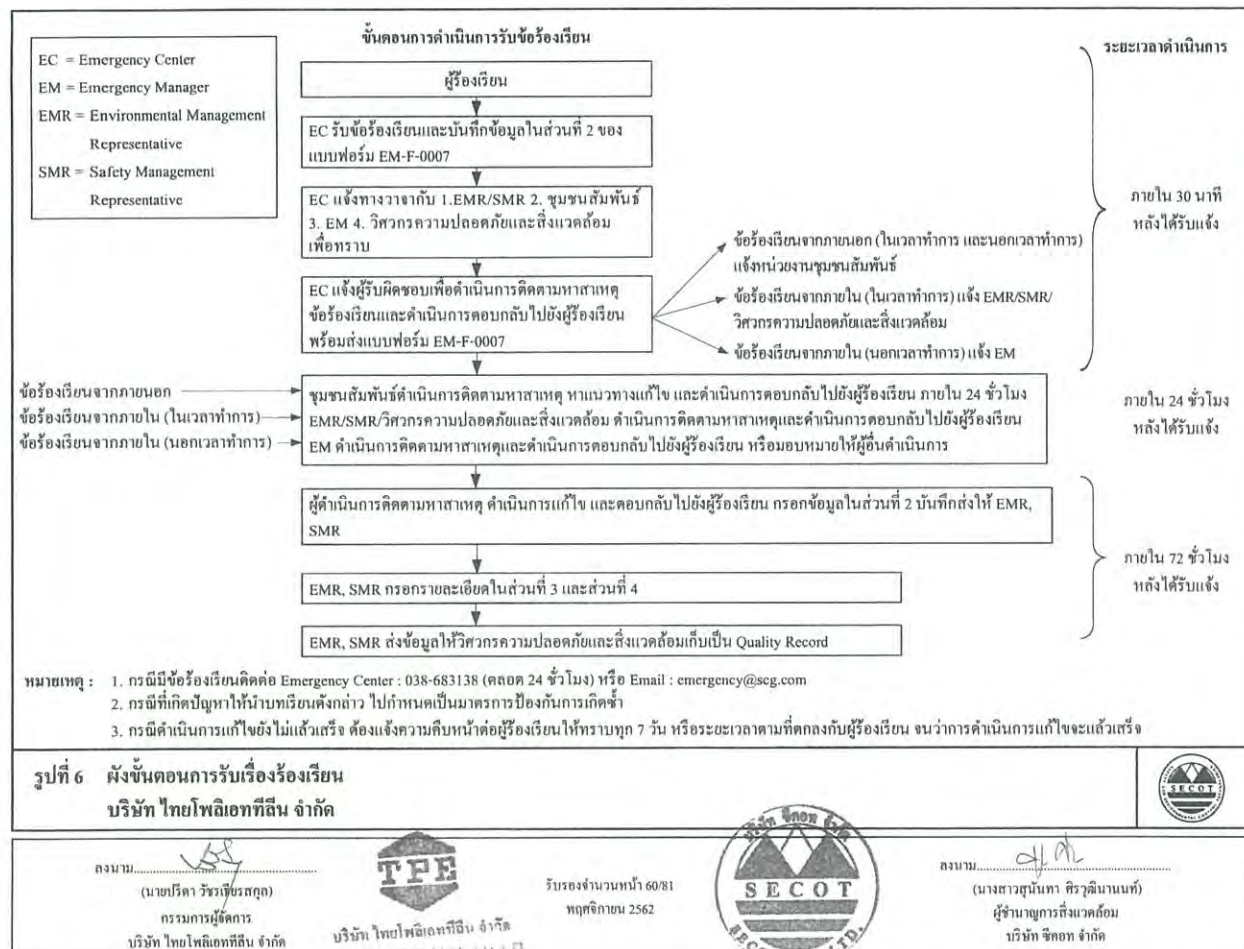 ขั้นตอนการดำเนินการรับข้อร้องเรียน
ระยะเวลาดำเนินการ
EC = Emergency Center
EM = Emergency Manager
EMR = Environmental Management
Representative
SMR = Safety Management
Representative
ผู้ร้องเรียน
EC รับข้อร้องเรียนและบันทึกข้อมูลในส่วนที่ 2 ของ
แบบฟอร์ม EM-F-0007
EC แจ้งทางวาจากับ 1.EMR/SMR 2. ชุมชนสัมพันธ์
3. EM 4. วิศวกรความปลอดภัยและสิ่งแวดล้อม
เพื่อทราบ
ภายใน 30 นาที
หลังได้รับแจ้ง
EC แจ้งผู้รับผิดชอบเพื่อดำเนินการติดตามหาสาเหตุ
ข้อร้องเรียนและดำเนินการตอบกลับไปยังผู้ร้องเรียน
พร้อมส่งแบบฟอร์ม EM-F-0007
ข้อร้องเรียนจากภายนอก (ในเวลาทำการ และนอกเวลาทำการ)
แจ้งหน่วยงานชุมชนสัมพันธ์
ข้อร้องเรียนจากภายใน (ในเวลาทำการ) แจ้ง EMR/SMR/
วิศวกรความปลอดภัยและสิ่งแวดล้อม
ข้อร้องเรียนจากภายใน (นอกเวลาทำการ) แจ้ง EM
ข้อร้องเรียนจากภายนอก
ข้อร้องเรียนจากภายใน (ในเวลาทำการ)
ข้อร้องเรียนจากภายใน (นอกเวลาทำการ)
ชุมชนสัมพันธ์ดำเนินการติดตามหาสาเหตุ หาแนวทางแก้ไข และดำเนินการตอบกลับไปยังผู้ร้องเรียน ภายใน 24 ชั่วโมง
EMR/SMR/วิศวกรความปลอดภัยและสิ่งแวดล้อม ดำเนินการติดตามหาสาเหตุและดำเนินการตอบกลับไปยังผู้ร้องเรียน
EM ดำเนินการติดตามหาสาเหตุและดำเนินการตอบกลับไปยังผู้ร้องเรียน หรือมอบหมายให้ผู้อื่นดำเนินการ
ภายใน 24 ชั่วโมง
หลังได้รับแจ้ง
ผู้ดำเนินการติดตามหาสาเหตุ ดำเนินการแก้ไข และตอบกลับไปยังผู้ร้องเรียน กรอกข้อมูลในส่วนที่ 2 บันทึกส่งให้ EMR,
SMR
EMR, SMR กรอกรายละเอียดในส่วนที่ 3 และส่วนที่ 4
EMR, SMR ส่งข้อมูลให้วิศวกรความปลอดภัยและสิ่งแวดล้อมเก็บเป็น Quality Record
ภายใน 72 ชั่วโมง
หลังได้รับแจ้ง
หมายเหตุ : 1. กรณีมีข้อร้องเรียนติดต่อ Emergency Center : 038-683138 (ตลอด 24 ชั่วโมง) หรือ Email : emergency@scg.com
2. กรณีที่เกิดปัญหาให้นำบทเรียนดังกล่าว ไปกำหนดเป็นมาตรการป้องกันการเกิดซ้ำ
3. กรณีดำเนินการแก้ไขยังไม่แล้วเสร็จ ต้องแจ้งความคืบหน้าต่อผู้ร้องเรียนให้ทราบทุก 7 วัน หรือระยะเวลาตามที่ตกลงกับผู้ร้องเรียน จนว่าการดำเนินการแก้ไขจะแล้วเสร็จ
รูปที่ 6 ผังขั้นตอนการรับเรื่องร้องเรียน
บริษัท ไทยโพลิเอททีลีน จำกัด
SECOT
ลงนาม
(นายปรีดา วัชรเธียรสกุล)
กรรมการผู้จัดการ
บริษัท ไทยโพลิเอททีลีน จำกัด
TPE
บริษัท ไทยโพลิเอททีลีน จำกัด
รับรองจำนวนหน้า 60/81
พฤศจิกายน 2562
บริษัท ซีคอท จำกัด
SECOT
ลงนาม
(นางสาวสุนันทา ศิรวุฒินานนท์)
ผู้ชำนาญการสิ่งแวดล้อม
บริษัท ซีคอท จำกัด